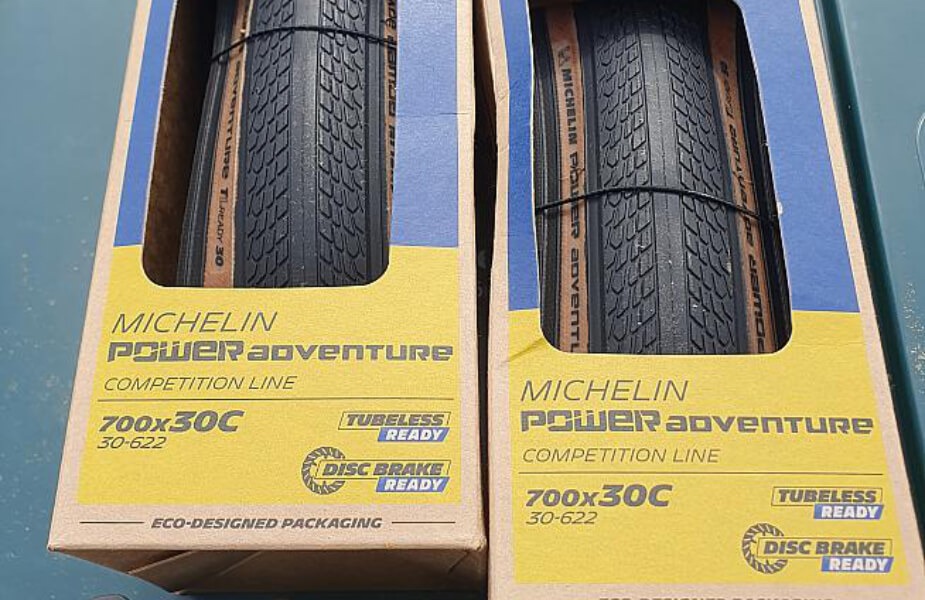 ADVENTURE T.READY 30
MICHELIN
POWER ADVENTURE
COMPETITION LINE
700x30C
30-622
TUBELESS
READY
DISC BRAKE
READY
ECO-DESIGNED PACKAGING
MICHELIN POWER ADVENTUR
MICHELIN
POWER ADVENTURE
COMPETITION LINE
700x30C
30-622
TUBELESS
READY
DISC BRAKE
READY